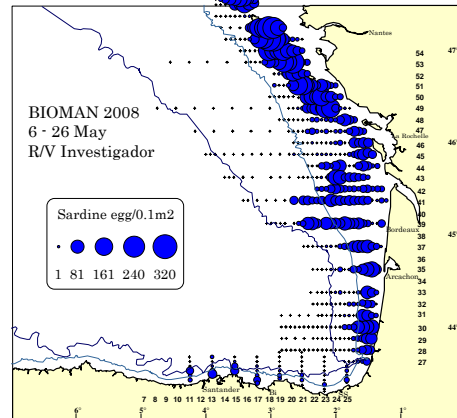 Nantes
47°
54
53
52
51
50
49
48
47
La Rochelle
46
46°
45
44
43
42
41
40
39
Bordeaux
38
45°
37
36
35
Arcachon
34
33
32
31
30
44°
29
28
27
BIOMAN 2008
6 - 26 May
R/V Investigador
Sardine egg/0.1m2
1 81 161 240 320
Santander
Bi
SS
7 8 9 10 11 12 13 14 15 16 17 18 19 20 21 22 23 24 25
6° 5° 4° 3° 2° 1°